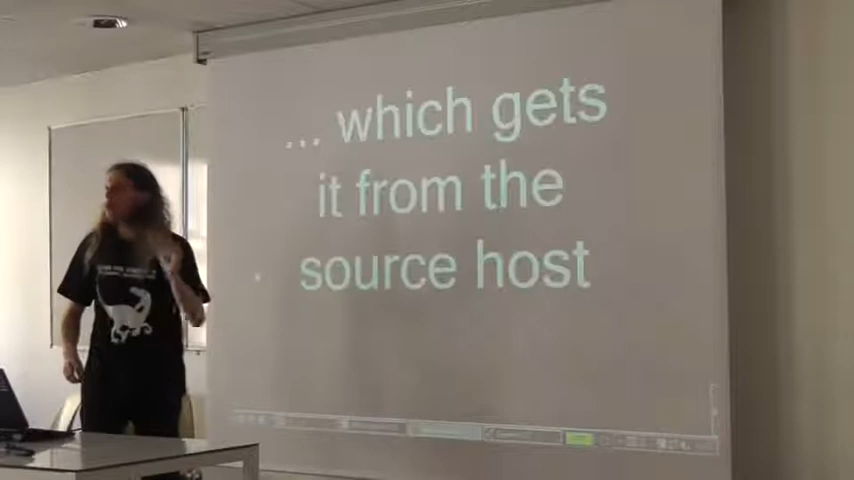 ... which gets
it from the
source host